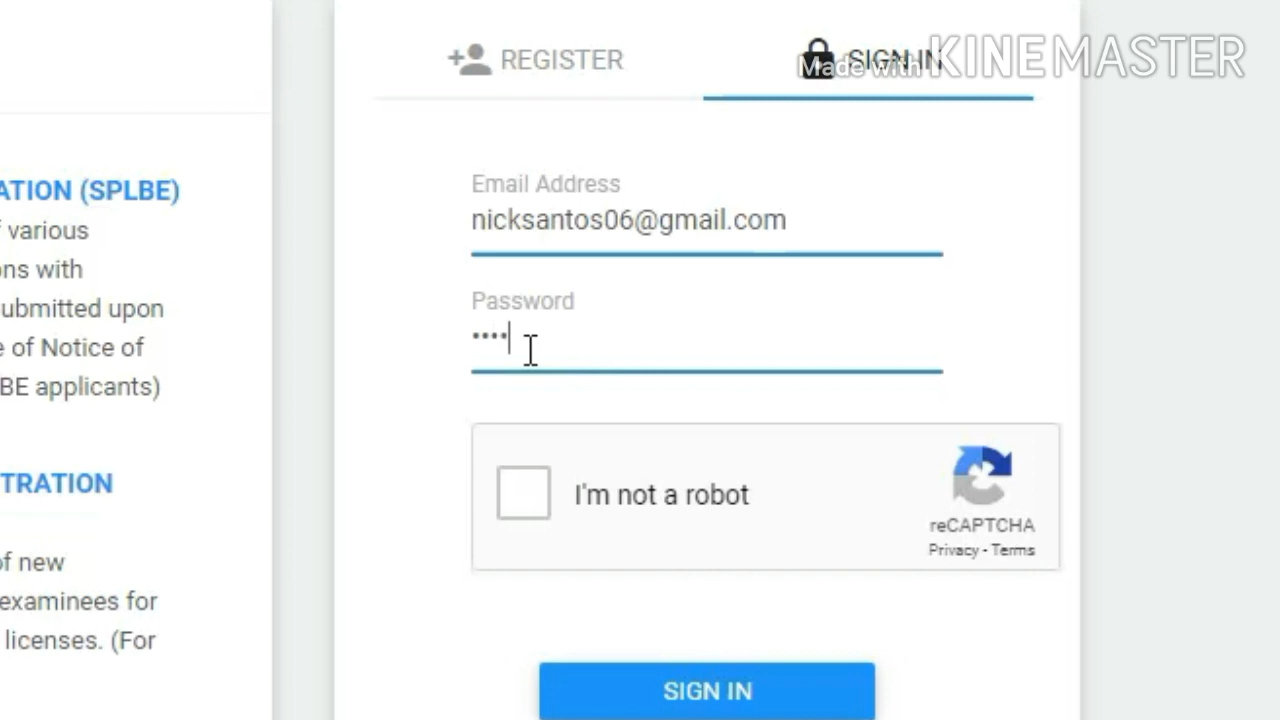 REGISTER
SIGN IN
Made with KINEMASTER
ATION (SPLBE)
f various
ons with
submitted upon
e of Notice of
BE applicants)
TRATION
of new
examinees for
licenses. (For
Email Address
nicksantos06@gmail.com
Password
••••
I'm not a robot
reCAPTCHA
Privacy - Terms
SIGN IN